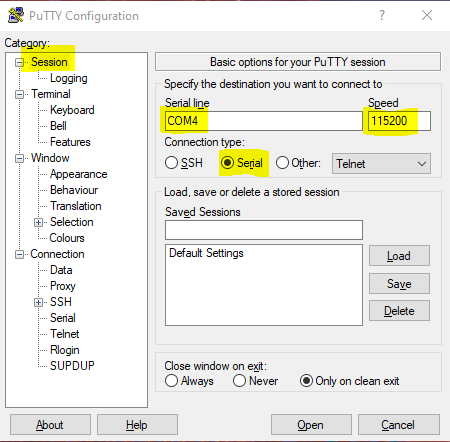 PuTTY Configuration
Category:
Session
Logging
Terminal
Keyboard
Bell
Features
Window
Appearance
Behaviour
Translation
Selection
Colours
Connection
Data
Proxy
SSH
Serial
Telnet
Rlogin
SUPDUP
Basic options for your PuTTY session
Specify the destination you want to connect to
Serial line Speed
COM4 115200
Connection type:
SSH Serial Other: Telnet
Load, save or delete a stored session
Saved Sessions
Default Settings
Load
Save
Delete
Close window on exit:
Always Never Only on clean exit
About Help Open Cancel